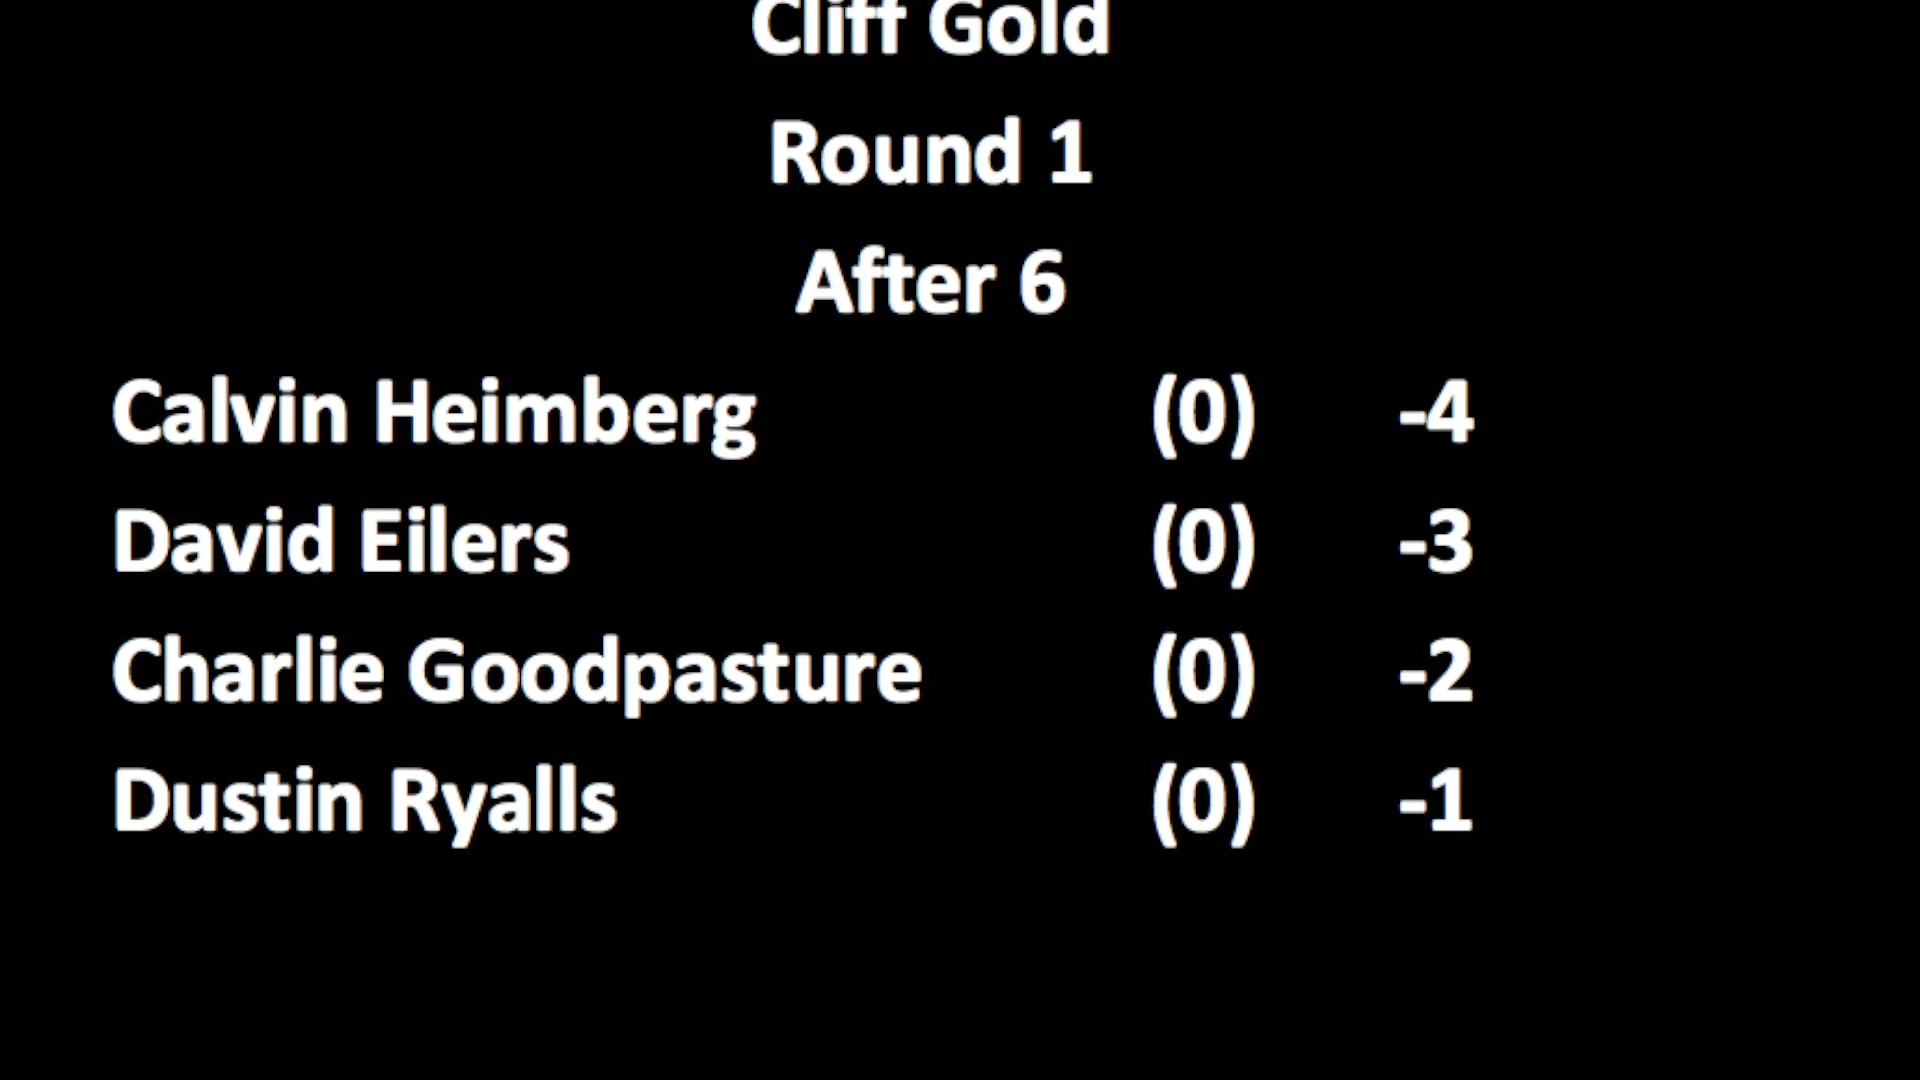 Cliff Gold
Round 1
After 6
Calvin Heimberg (0) -4
David Eilers (0) -3
Charlie Goodpasture (0) -2
Dustin Ryalls (0) -1